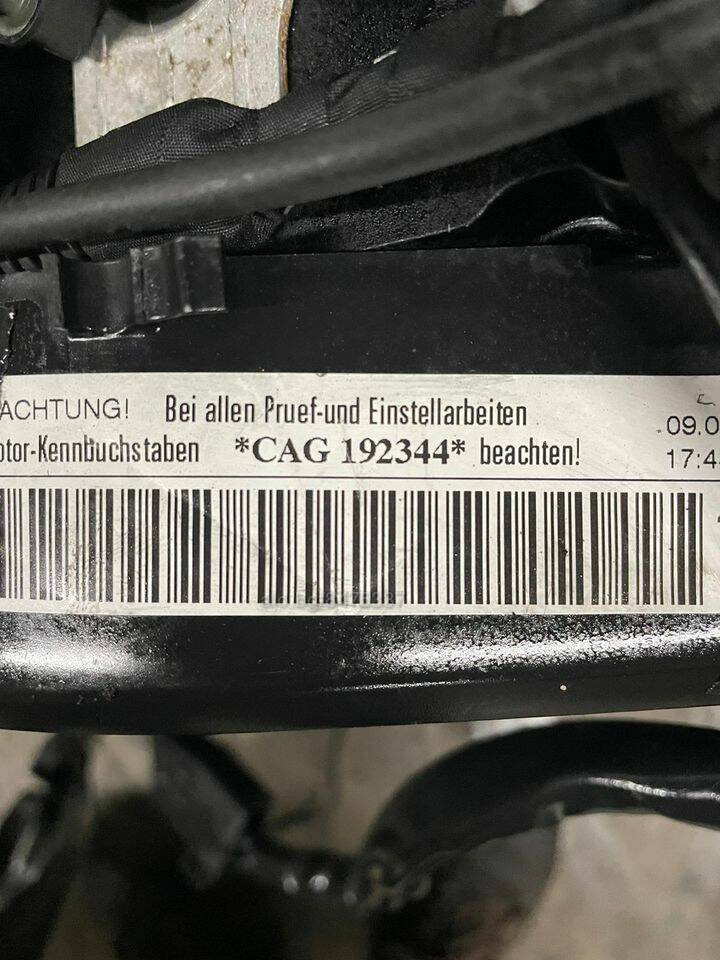 ACHTUNG! Bei allen Pruef-und Einstellarbeiten 09.0
otor-Kennbuchstaben *CAG 192344* beachten! 17:4